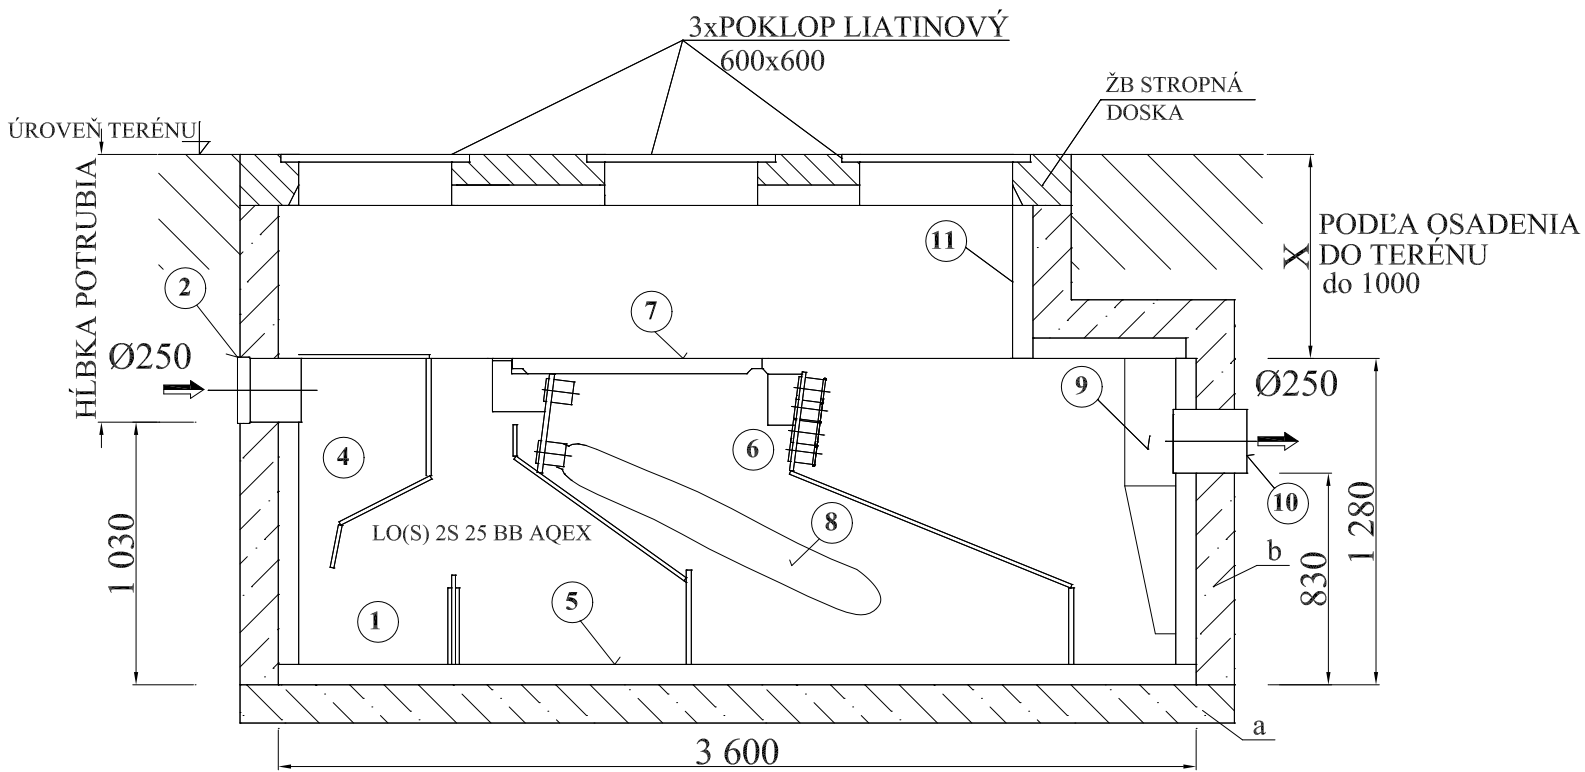 3xPOKLOP LIATINOVÝ
600x600
ŽB STROPNÁ
DOSKA
ÚROVEŇ TERÉNU
HĹBKA POTRUBIA
PODĽA OSADENIA
DO TERÉNU
do 1000
X
11
2
7
Ø250
Ø250
9
4
6
10
8
LO(S) 2S 25 BB AQEX
1 030
1 280
830
b
5
1
a
3 600